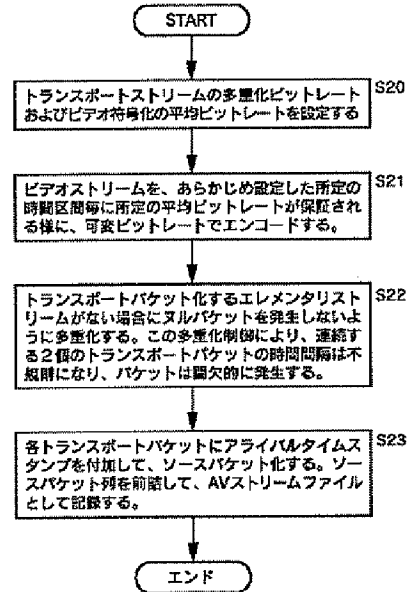 START
S20
トランスポートストリームの多重化ビットレート
およびビデオ符号化の平均ビットレートを設定する
S21
ビデオストリームを、あらかじめ設定した所定の
時間区間毎に所定の平均ビットレートが保証され
る様に、可変ビットレートでエンコードする。
S22
トランスポートパケット化するエレメンタリスト
リームがない場合にヌルパケットを発生しないよ
うに多重化する。この多重化制御により、連続す
る2個のトランスポートパケットの時間間隔は不
規則になり、パケットは間欠的に発生する。
S23
各トランスポートパケットにアライバルタイムス
タンプを付加して、ソースパケット化する。ソー
スパケット列を前詰して、AVストリームファイル
として記録する。
エンド